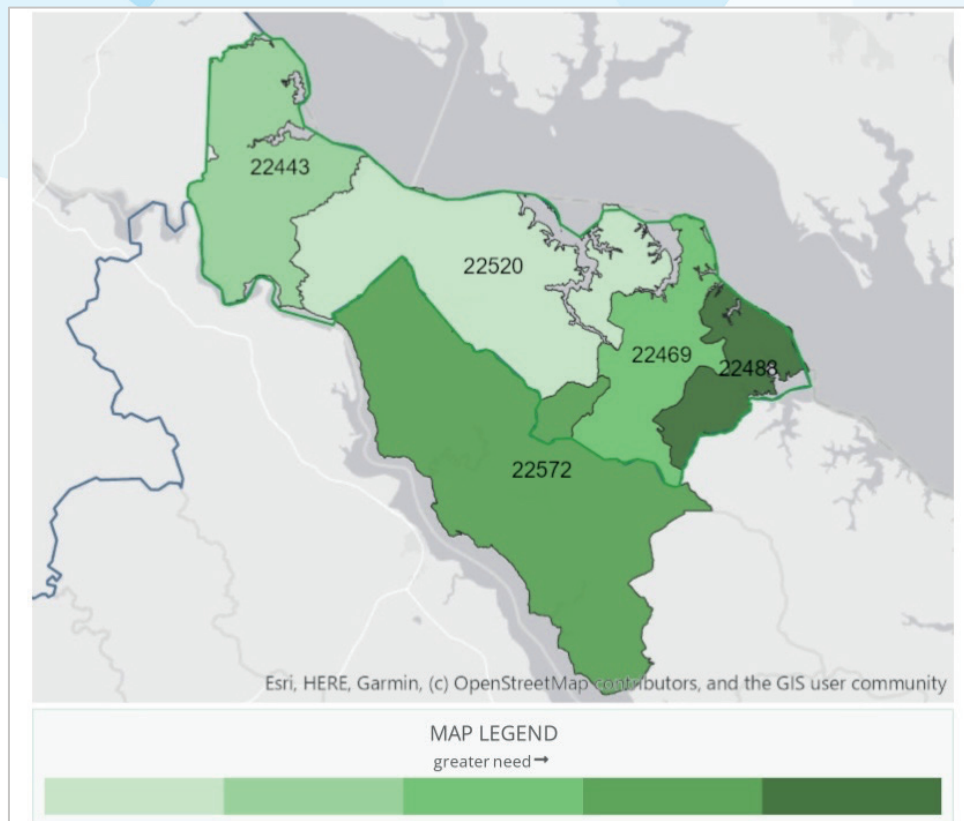 22443
22520
22469
22488
22572
Esri, HERE, Garmin, (c) OpenStreetMap contributors, and the GIS user community
MAP LEGEND
greater need→